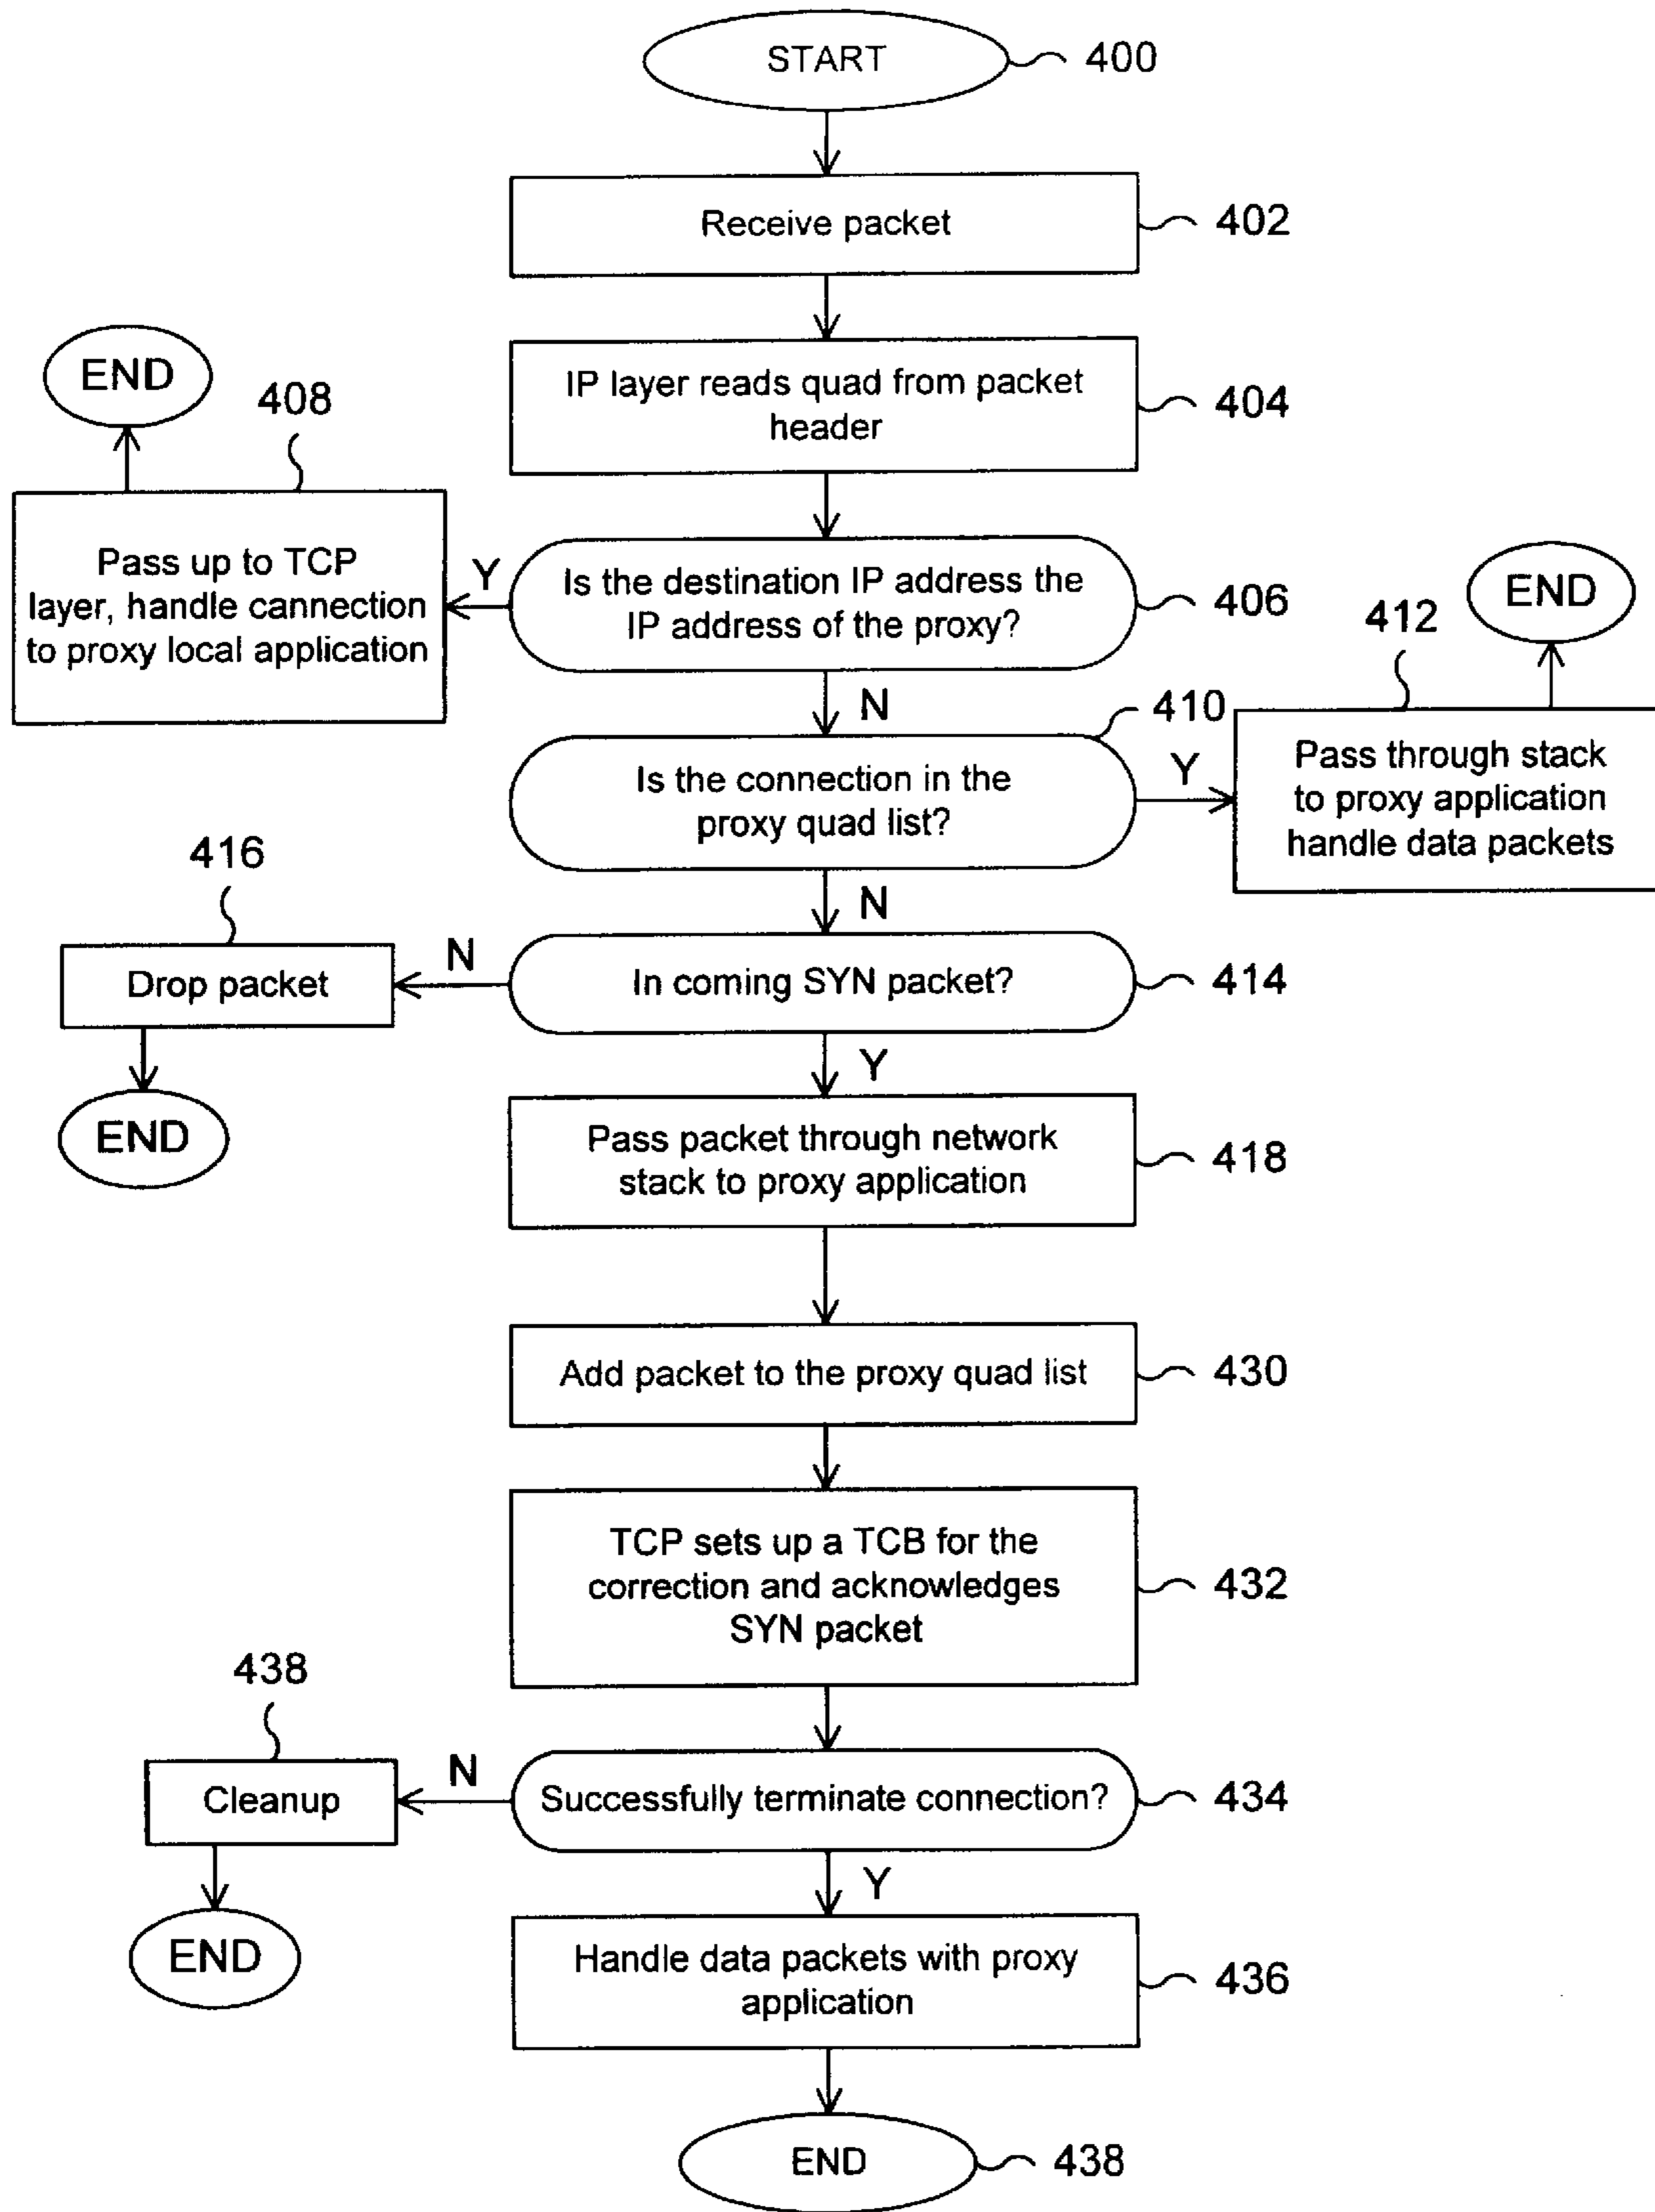 START
400
Receive packet
402
IP layer reads quad from packet
header
404
END
408
Pass up to TCP
layer, handle cannection
to proxy local application
Y
Is the destination IP address the
IP address of the proxy?
406
END
412
N
410
Is the connection in the
proxy quad list?
Y
Pass through stack
to proxy application
handle data packets
416
N
Drop packet
N
In coming SYN packet?
414
END
Y
Pass packet through network
stack to proxy application
418
Add packet to the proxy quad list
430
TCP sets up a TCB for the
correction and acknowledges
SYN packet
432
438
Cleanup
N
Successfully terminate connection?
434
END
Y
Handle data packets with proxy
application
436
END
438